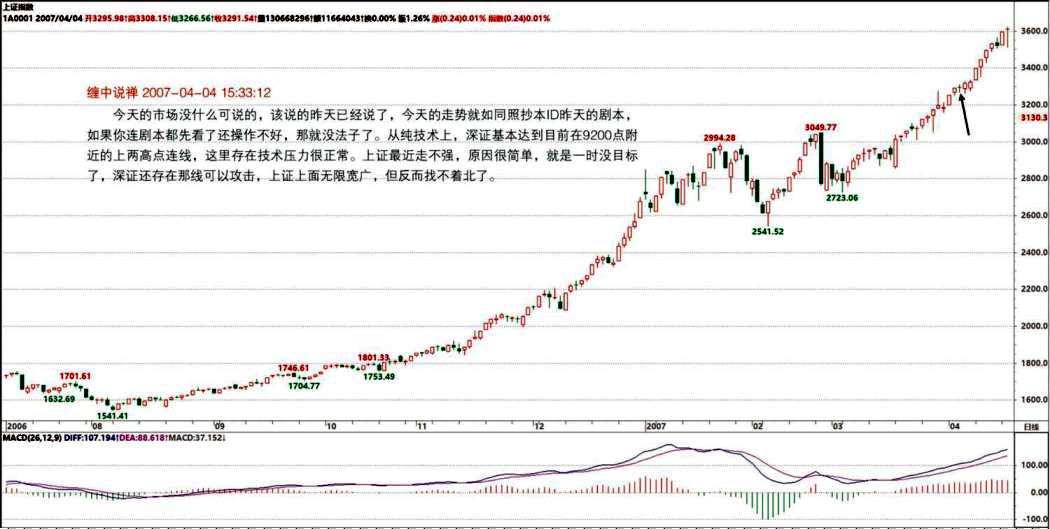 上证指数
1A0001 2007/04/04 开3295.98↑高3308.15↑低3266.56↑收3291.54↑量130668296↑额11664043↑换0.00% 振1.26% 涨(0.24)0.01% 指数(0.24)0.01%
3600.0
3400.0
3200.0
3130.3
3000.0
2800.0
2600.0
2400.0
2200.0
2000.0
1800.0
1600.0
缠中说禅 2007-04-04 15:33:12
今天的市场没什么可说的，该说的昨天已经说了，今天的走势就如同照抄本ID昨天的剧本，
如果你连剧本都先看了还操作不好，那就没法子了。从纯技术上，深证基本达到目前在9200点附
近的上两高点连线，这里存在技术压力很正常。上证最近走不强，原因很简单，就是一时没目标
了，深证还存在那线可以攻击，上证上面无限宽广，但反而找不着北了。
2994.28
3049.77
2723.06
2541.52
1701.61
1632.69
1541.41
1746.61
1704.77
1801.33
1753.49
2006 08 09 10 11 12 2007 02 03 04 日线
MACD(26,12,9) DIFF:107.194↑DEA:88.618↑MACD:37.152↓
100.00
0.00
-100.0